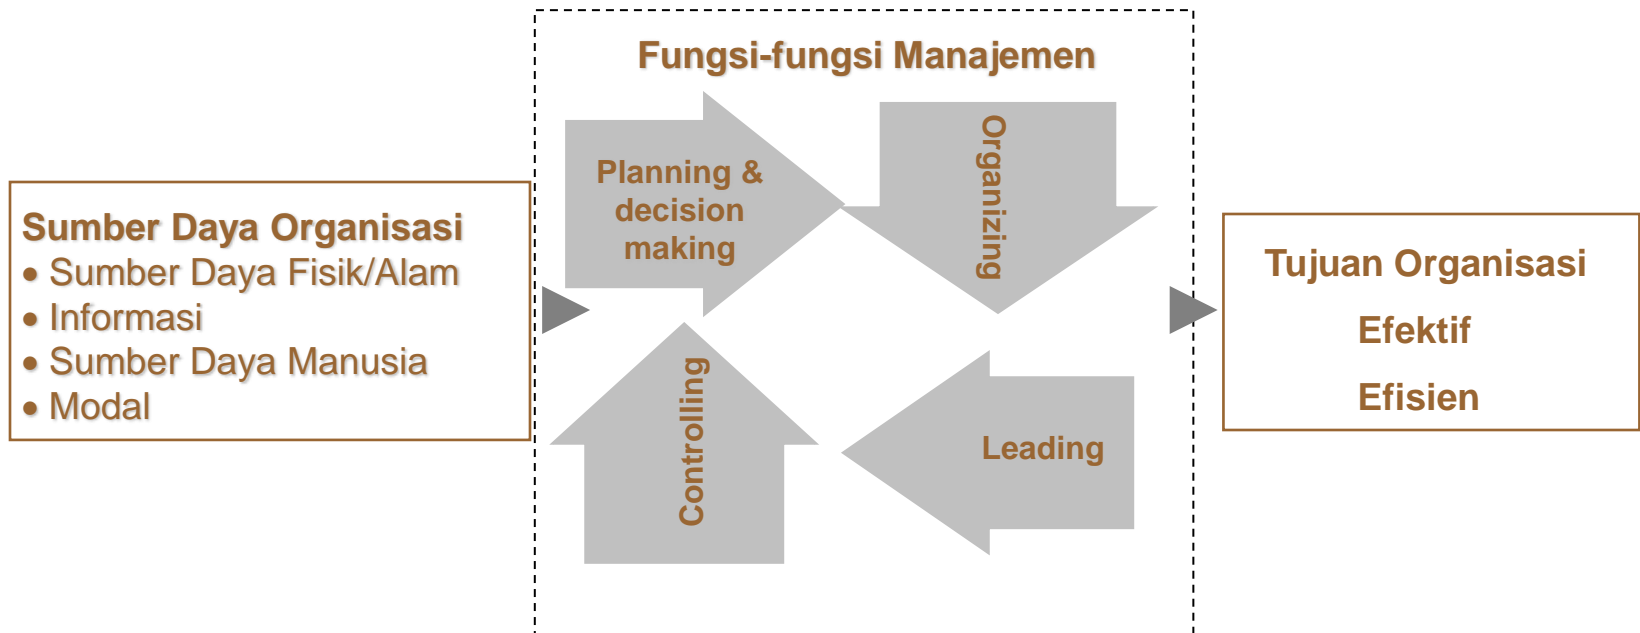 Fungsi-fungsi Manajemen
Sumber Daya Organisasi
• Sumber Daya Fisik/Alam
• Informasi
• Sumber Daya Manusia
• Modal
Planning &
decision
making
Organizing
Leading
Controlling
Tujuan Organisasi
Efektif
Efisien